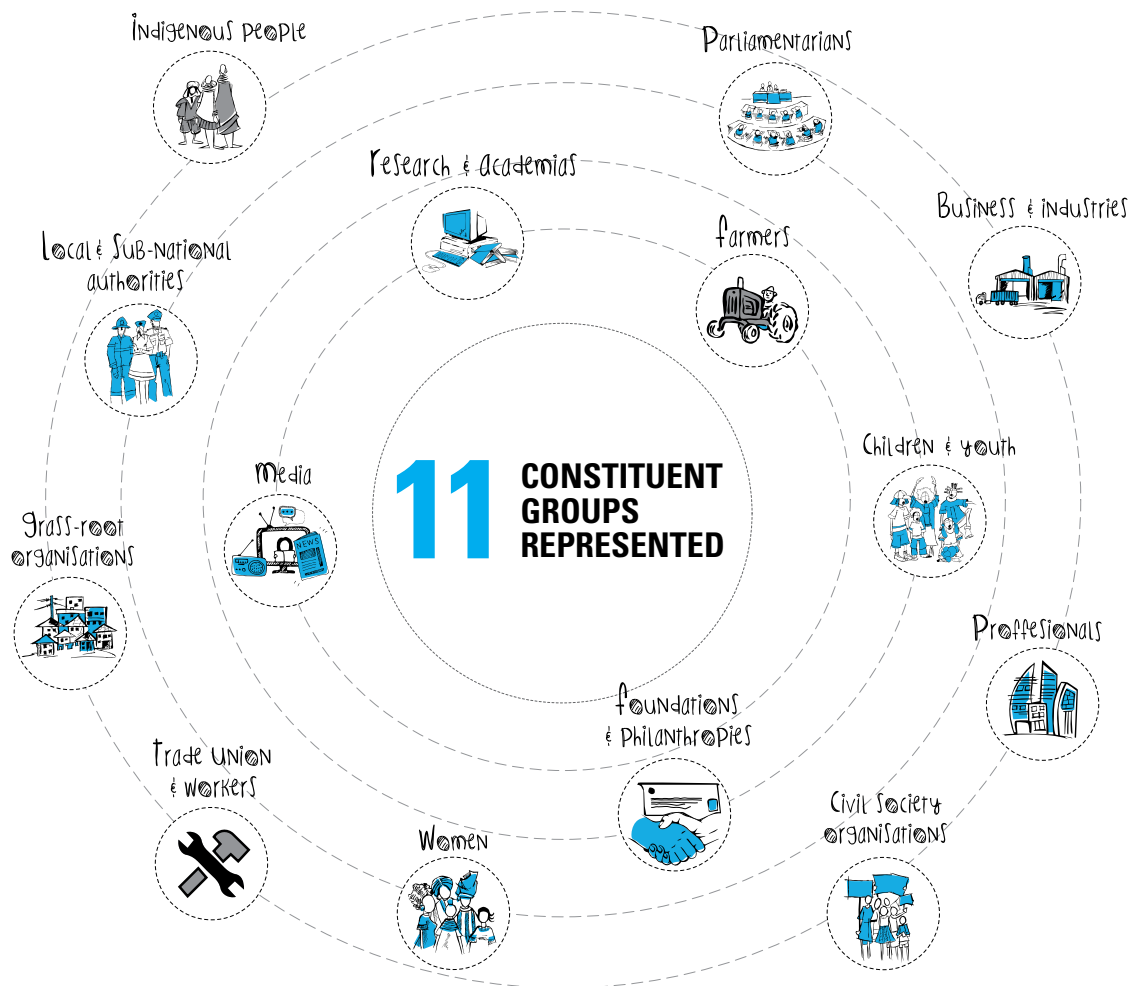 Indigenous people
Parliamentarians
research & academias
Business & industries
farmers
Local & Sub-national
authorities
Children & youth
Media
11
CONSTITUENT
GROUPS
REPRESENTED
NEWS
grass-root
organisations
Proffesionals
foundations
& Philanthropies
Trade union
& workers
Civil Society
organisations
Women